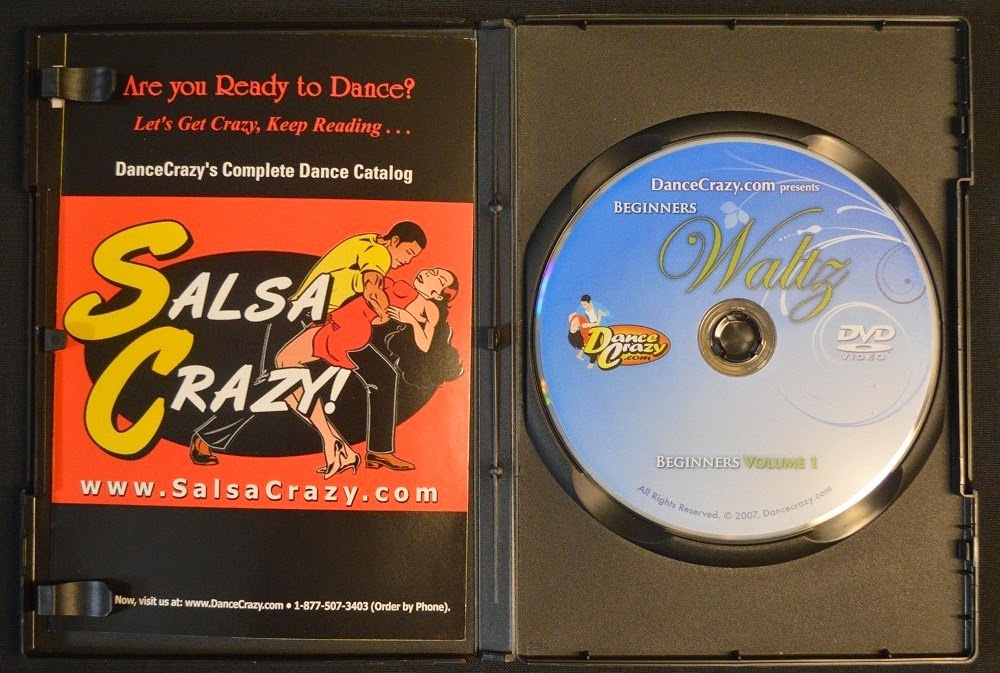 Are you Ready to Dance?
Let's Get Crazy, Keep Reading . . .
DanceCrazy's Complete Dance Catalog
SALSA
CRAZY!
www.SalsaCrazy.com
Now, visit us at: www.DanceCrazy.com • 1-877-507-3403 (Order by Phone).
DanceCrazy.com presents
BEGINNERS
Waltz
Dance
Crazy
.com
DVD
VIDEO
BEGINNERS VOLUME 1
All Rights Reserved. © 2007, Dancecrazy.com